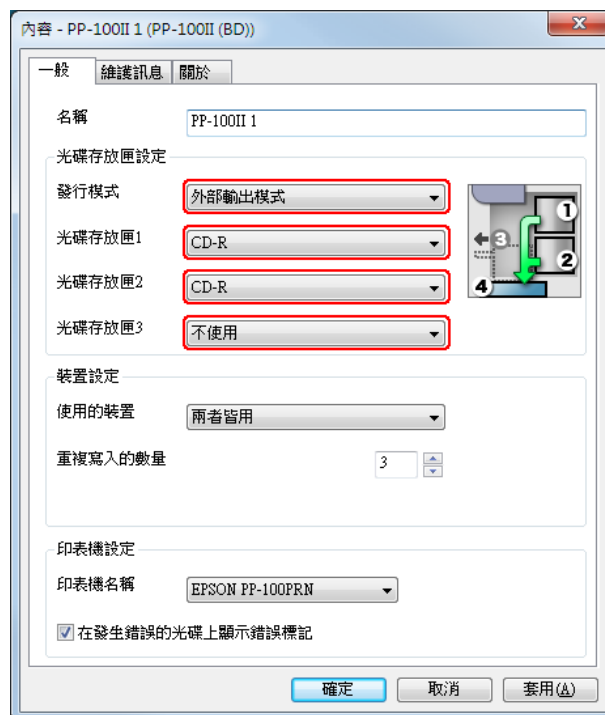 內容 - PP-100II 1 (PP-100II (BD))
一般 維護訊息 關於
名稱 PP-100II 1
光碟存放匣設定
發行模式 外部輸出模式
光碟存放匣1 CD-R
光碟存放匣2 CD-R
光碟存放匣3 不使用
1
3
2
4
裝置設定
使用的裝置 兩者皆用
重複寫入的數量 3
印表機設定
印表機名稱 EPSON PP-100PRN
在發生錯誤的光碟上顯示錯誤標記
確定 取消 套用(A)